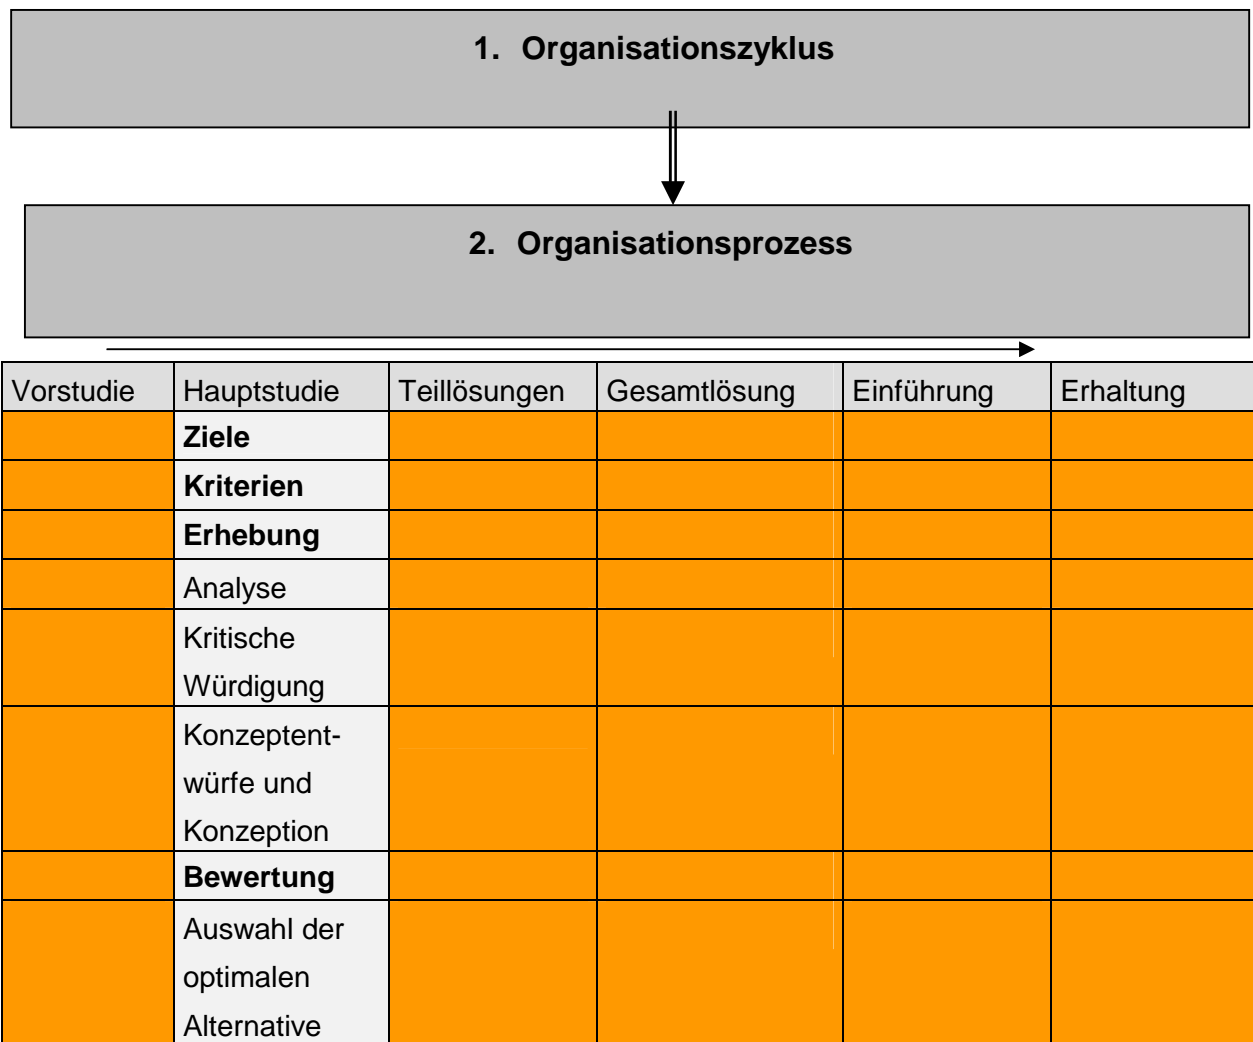 1. Organisationszyklus
2. Organisationsprozess
Vorstudie Hauptstudie Teillösungen Gesamtlösung Einführung Erhaltung
Ziele
Kriterien
Erhebung
Analyse
Kritische
Würdigung
Konzeptent-
würfe und
Konzeption
Bewertung
Auswahl der
optimalen
Alternative